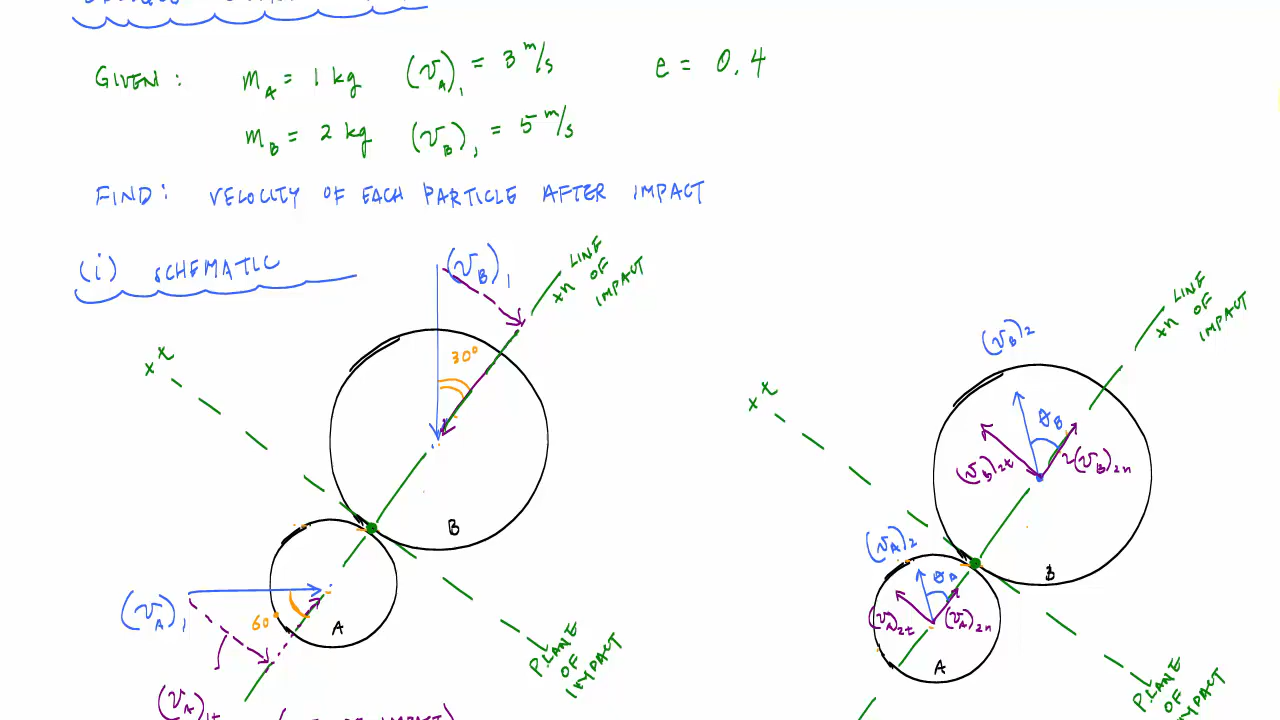 GIVEN: m_A = 1 kg (v_A)_1 = 3 m/s e = 0.4
m_B = 2 kg (v_B)_1 = 5 m/s
FIND: VELOCITY OF EACH PARTICLE AFTER IMPACT
(i) SCHEMATIC
(v_B)_1
+n LINE OF IMPACT
+t
30°
B
(v_A)_1
60°
A
PLANE OF IMPACT
(v_A)_1t
(v_B)_2
+n LINE OF IMPACT
+t
θ_B
(v_B)_2t
(v_B)_2n
B
(v_A)_2
θ_A
(v_A)_2t
(v_A)_2n
A
PLANE OF IMPACT